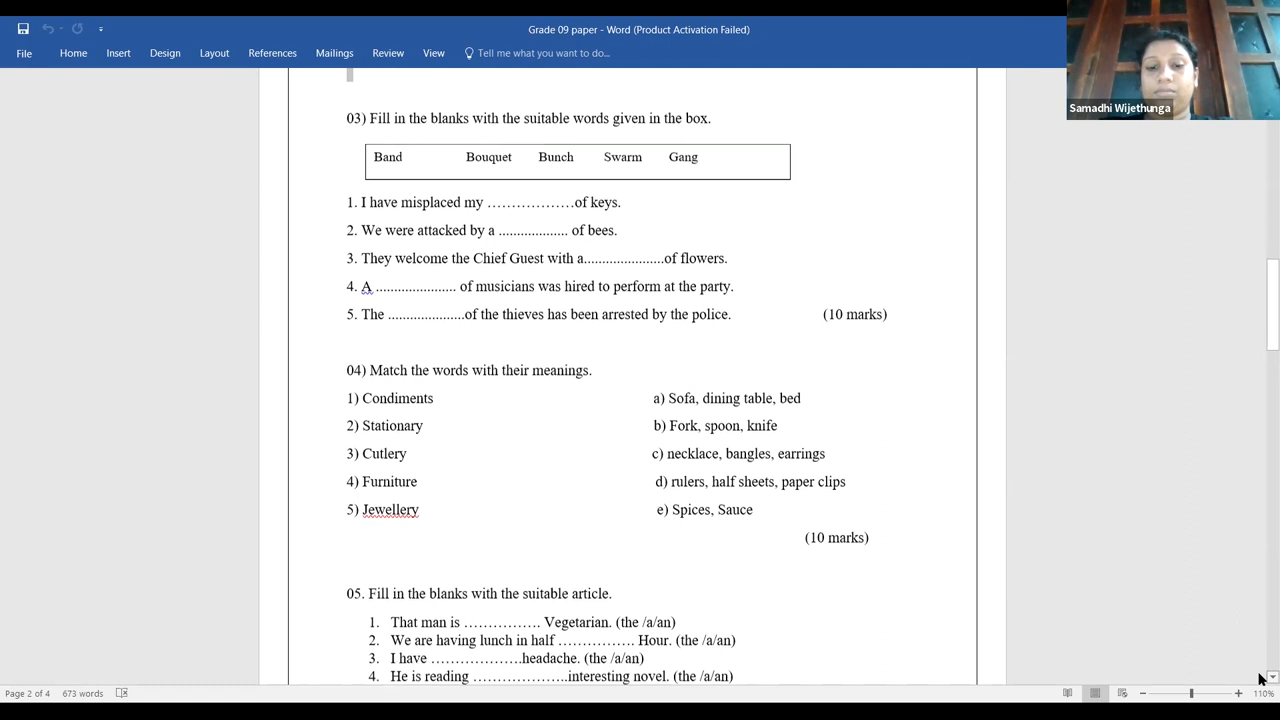 Grade 09 paper - Word (Product Activation Failed)
File Home Insert Design Layout References Mailings Review View Tell me what you want to do...
Samadhi Wijethunga
03) Fill in the blanks with the suitable words given in the box.
Band Bouquet Bunch Swarm Gang
1. I have misplaced my ………………of keys.
2. We were attacked by a ................... of bees.
3. They welcome the Chief Guest with a......................of flowers.
4. A ...................... of musicians was hired to perform at the party.
5. The .....................of the thieves has been arrested by the police. (10 marks)
04) Match the words with their meanings.
1) Condiments a) Sofa, dining table, bed
2) Stationary b) Fork, spoon, knife
3) Cutlery c) necklace, bangles, earrings
4) Furniture d) rulers, half sheets, paper clips
5) Jewellery e) Spices, Sauce
(10 marks)
05. Fill in the blanks with the suitable article.
1. That man is ……………. Vegetarian. (the /a/an)
2. We are having lunch in half ……………. Hour. (the /a/an)
3. I have ……………….headache. (the /a/an)
4. He is reading ……………….interesting novel. (the /a/an)
Page 2 of 4 673 words 110%